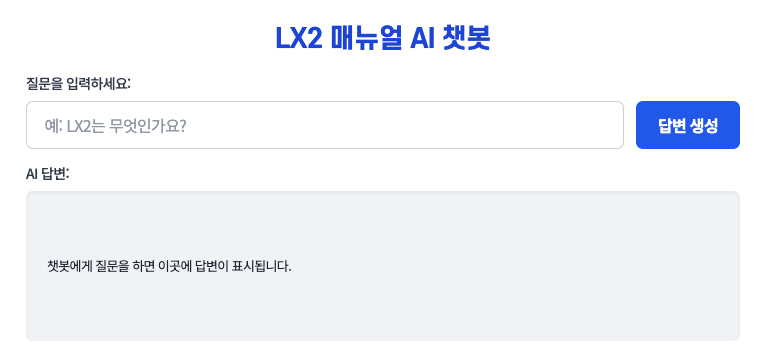 LX2 매뉴얼 AI 챗봇
질문을 입력하세요:
예: LX2는 무엇인가요?
답변 생성
AI 답변:
챗봇에게 질문을 하면 이곳에 답변이 표시됩니다.